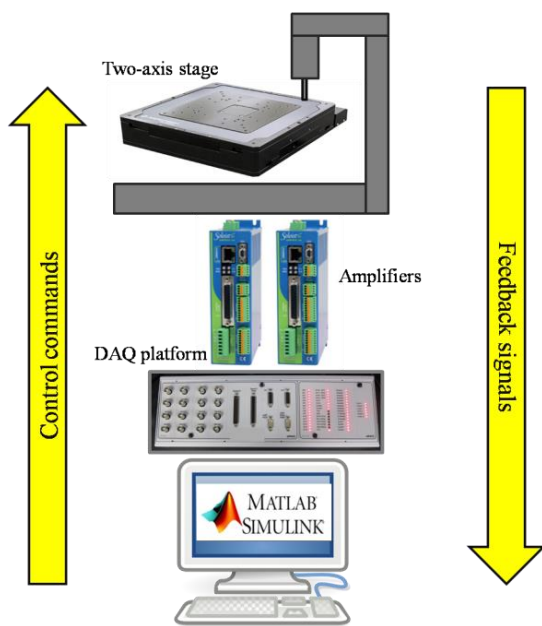 Two-axis stage
Control commands
Feedback signals
Amplifiers
DAQ platform
MATLAB
SIMULINK